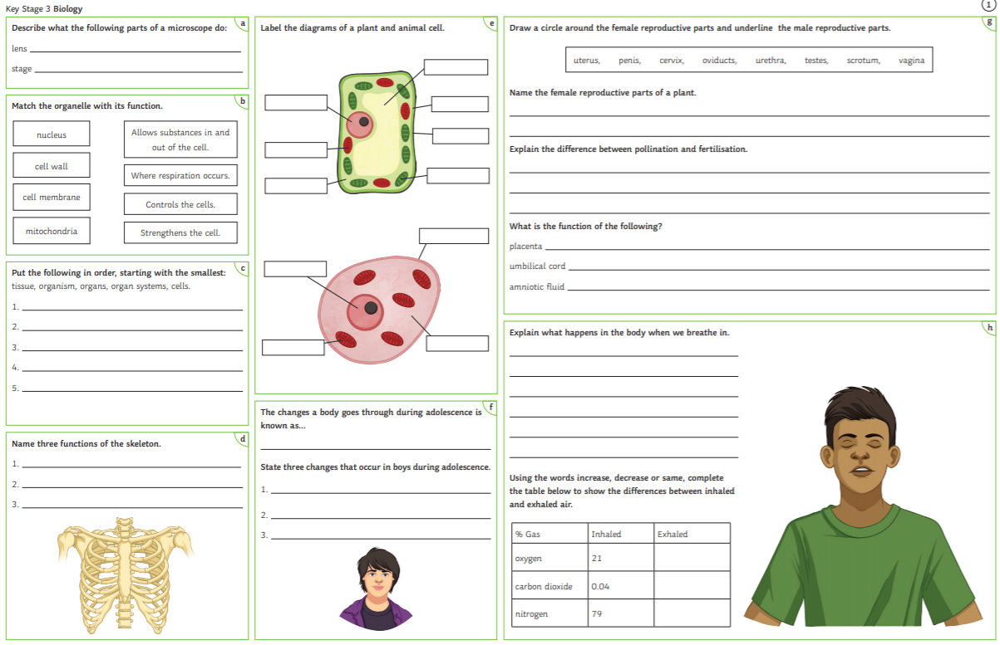 Key Stage 3 Biology
1
a
Describe what the following parts of a microscope do:
lens
stage
b
Match the organelle with its function.
nucleus
cell wall
cell membrane
mitochondria
Allows substances in and
out of the cell.
Where respiration occurs.
Controls the cells.
Strengthens the cell.
c
Put the following in order, starting with the smallest:
tissue, organism, organs, organ systems, cells.
1.
2.
3.
4.
5.
d
Name three functions of the skeleton.
1.
2.
3.
e
Label the diagrams of a plant and animal cell.
f
The changes a body goes through during adolescence is
known as...
State three changes that occur in boys during adolescence.
1.
2.
3.
g
Draw a circle around the female reproductive parts and underline the male reproductive parts.
uterus, penis, cervix, oviducts, urethra, testes, scrotum, vagina
Name the female reproductive parts of a plant.
Explain the difference between pollination and fertilisation.
What is the function of the following?
placenta
umbilical cord
amniotic fluid
h
Explain what happens in the body when we breathe in.
Using the words increase, decrease or same, complete
the table below to show the differences between inhaled
and exhaled air.
% Gas Inhaled Exhaled
oxygen 21
carbon dioxide 0.04
nitrogen 79